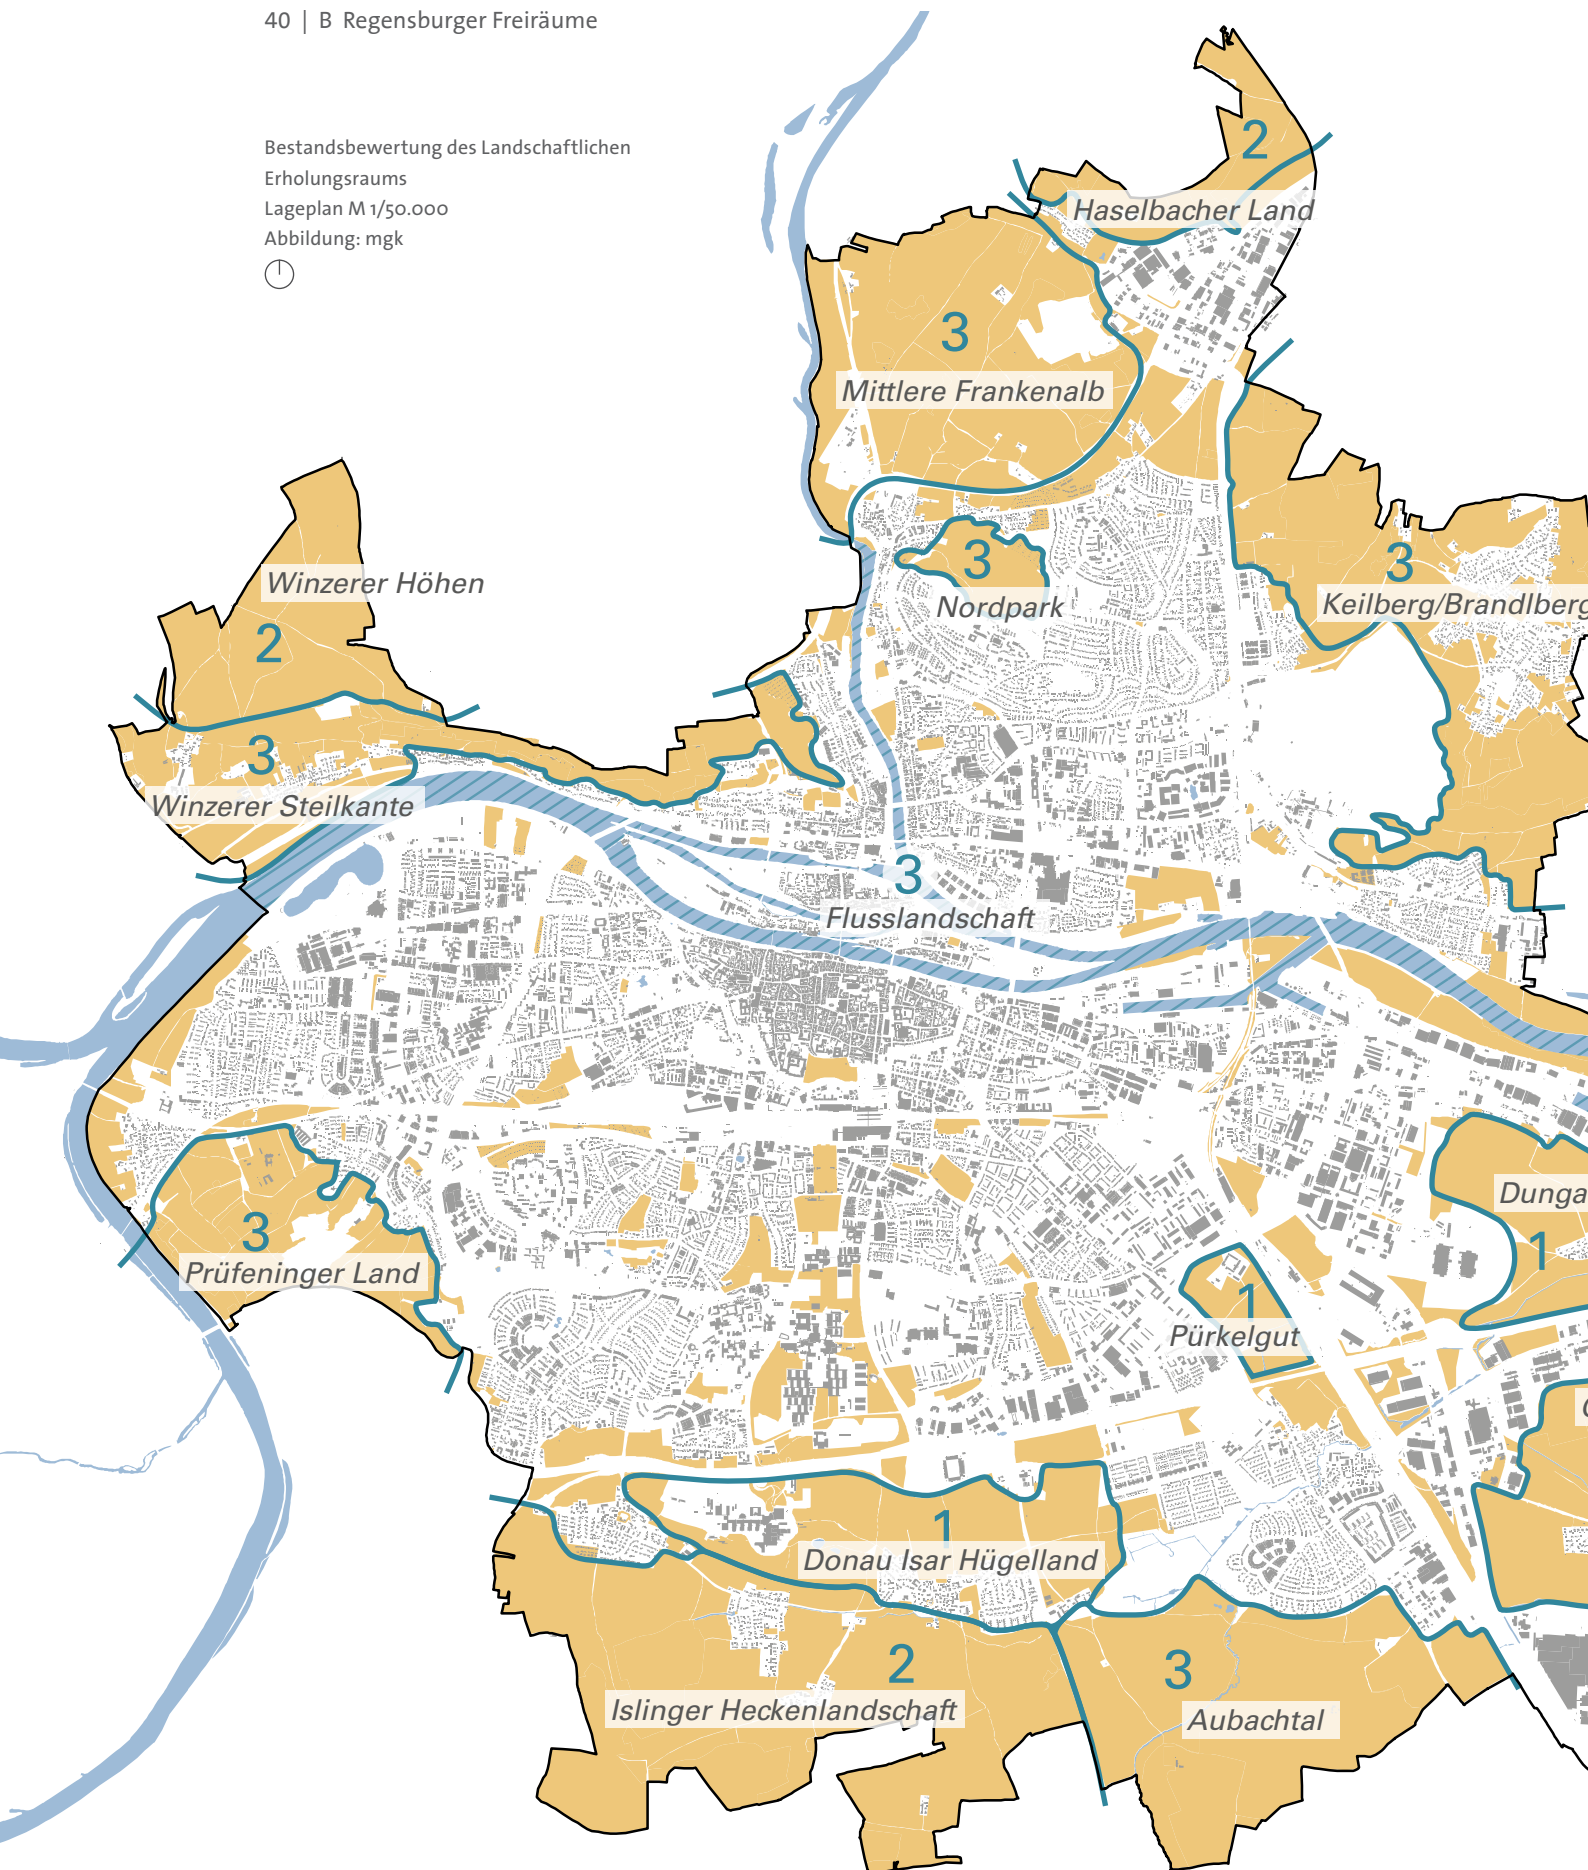 40 | B Regensburger Freiräume
Bestandsbewertung des Landschaftlichen
Erholungsraums
Lageplan M 1/50.000
Abbildung: mgk
2
Haselbacher Land
3
Mittlere Frankenalb
3
Nordpark
3
Keilberg/Brandlberg
Winzerer Höhen
2
3
Winzerer Steilkante
3
Flusslandschaft
3
Prüfeninger Land
Dunga
1
1
Pürkelgut
1
Donau Isar Hügelland
2
Islinger Heckenlandschaft
3
Aubachtal